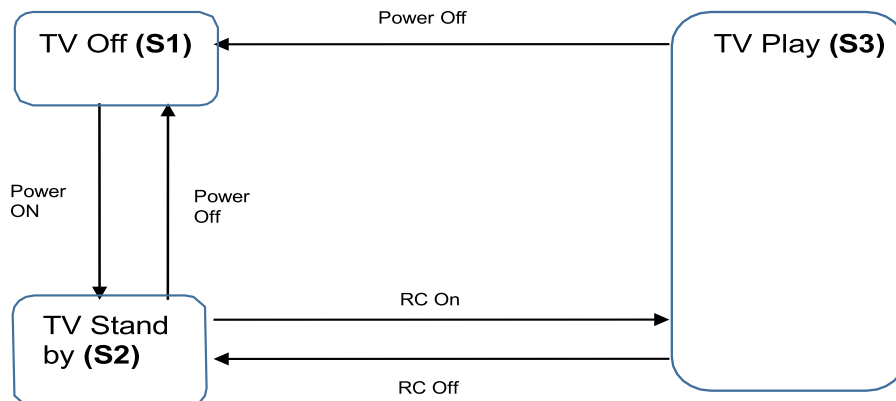 Power Off
TV Off (S1)
TV Play (S3)
Power
ON
Power
Off
RC On
TV Stand
by (S2)
RC Off